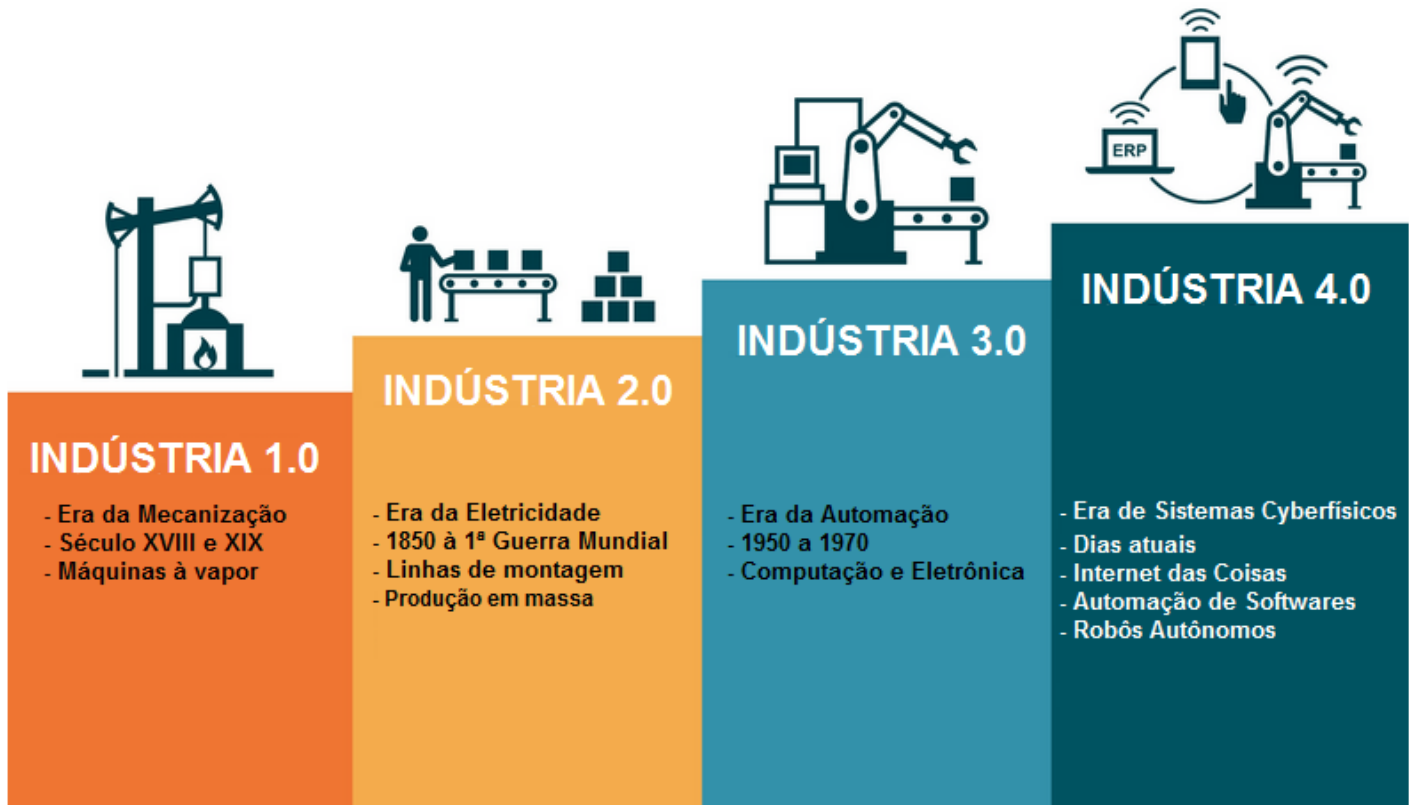 ERP
INDÚSTRIA 1.0
- Era da Mecanização
- Século XVIII e XIX
- Máquinas à vapor
INDÚSTRIA 2.0
- Era da Eletricidade
- 1850 à 1ª Guerra Mundial
- Linhas de montagem
- Produção em massa
INDÚSTRIA 3.0
- Era da Automação
- 1950 a 1970
- Computação e Eletrônica
INDÚSTRIA 4.0
- Era de Sistemas Cyberfísicos
- Dias atuais
- Internet das Coisas
- Automação de Softwares
- Robôs Autônomos